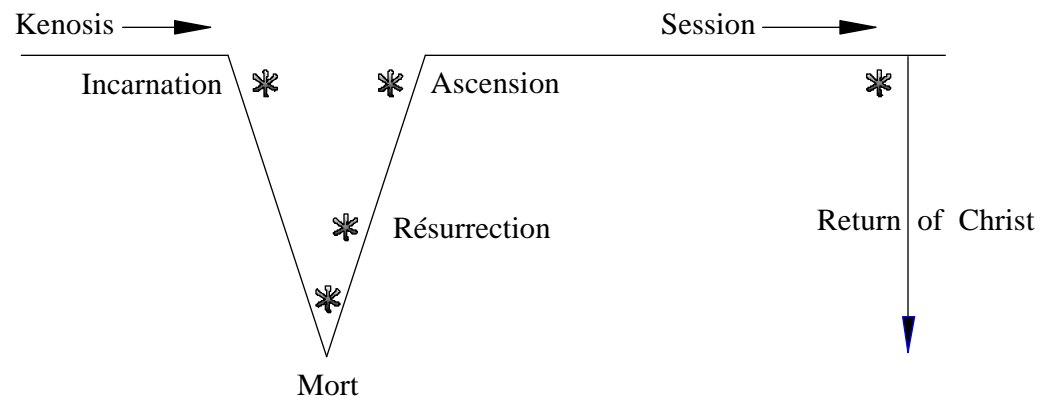 Kenosis Session
Incarnation Ascension
Résurrection Return of Christ
Mort